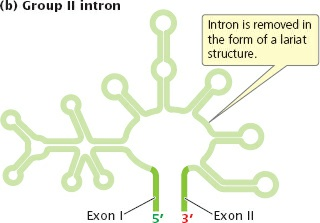 (b) Group II intron
Intron is removed in
the form of a lariat
structure.
Exon I
5′
3′
Exon II